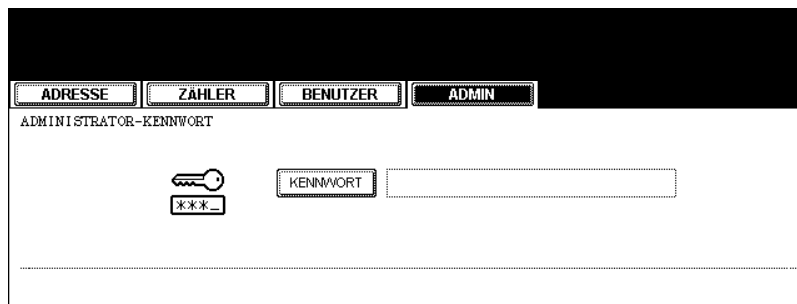 ADRESSE ZÄHLER BENUTZER ADMIN
ADMINISTRATOR-KENNWORT
KENNWORT
***_